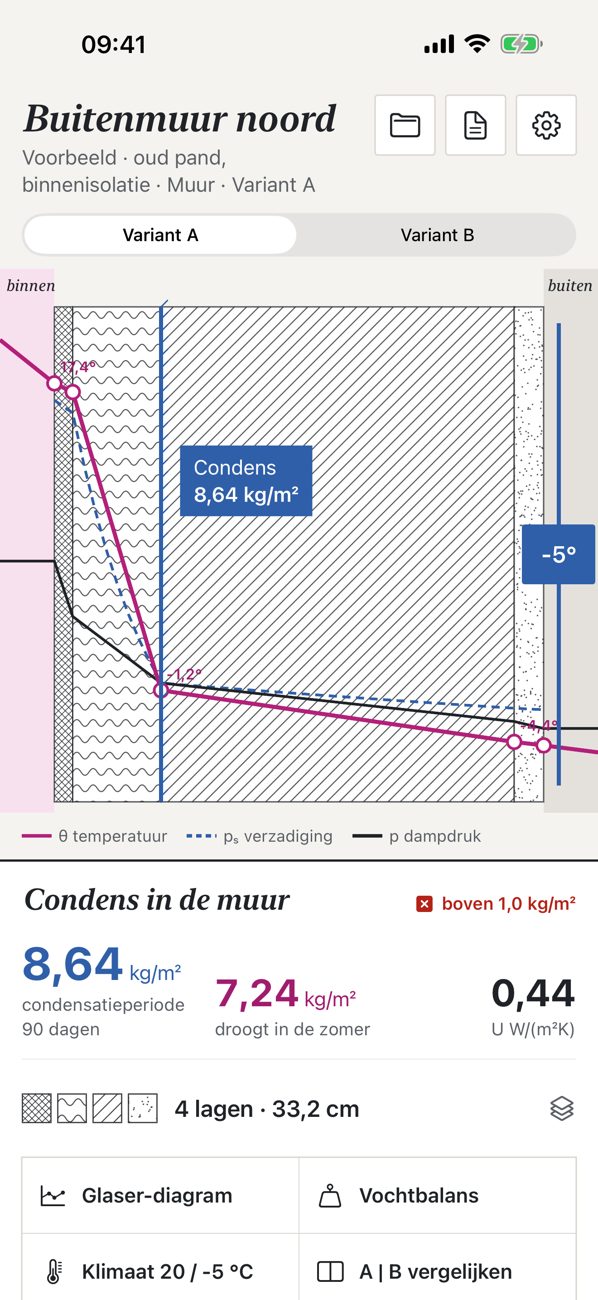 09:41
Buitenmuur noord
Voorbeeld · oud pand,
binnenisolatie · Muur · Variant A
Variant A
Variant B
binnen
buiten
17,4°
Condens
8,64 kg/m²
-5°
-1,2°
-4,4°
θ temperatuur
pₛ verzadiging
p dampdruk
Condens in de muur
boven 1,0 kg/m²
8,64 kg/m²
condensatieperiode
90 dagen
7,24 kg/m²
droogt in de zomer
0,44
U W/(m²K)
4 lagen · 33,2 cm
Glaser-diagram
Vochtbalans
Klimaat 20 / -5 °C
A | B vergelijken